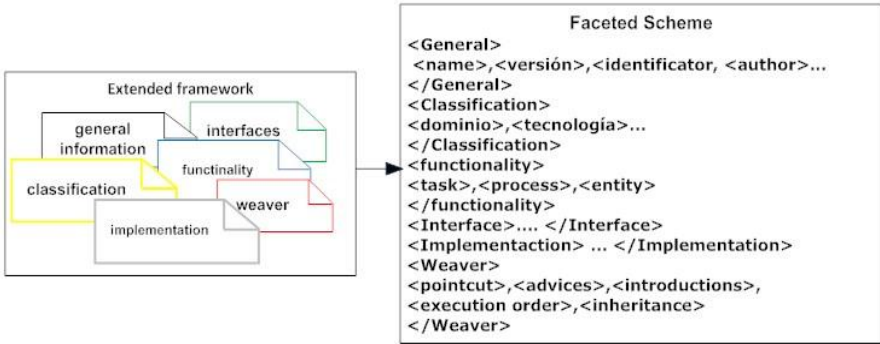 Extended framework
general
information
interfaces
functinality
classification
weaver
implementation
Faceted Scheme
<General>
<name>,<versión>,<identificator, <author>...
</General>
<Classification>
<dominio>,<tecnología>...
</Classification>
<functionality>
<task>,<process>,<entity>
</functionality>
<Interface>.... </Interface>
<Implementaction> ... </Implementation>
<Weaver>
<pointcut>,<advices>,<introductions>,
<execution order>,<inheritance>
</Weaver>